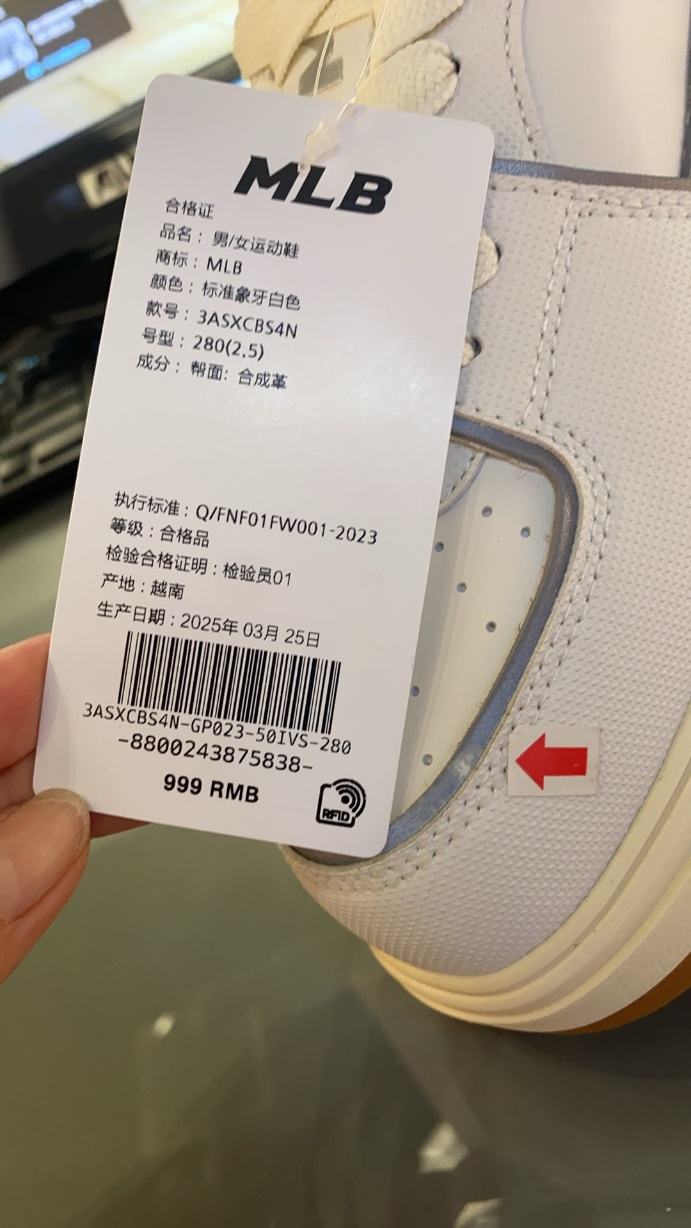 MLB
合格证
品名：男/女运动鞋
商标：MLB
颜色：标准象牙白色
款号：3ASXCBS4N
号型：280(2.5)
成分：帮面：合成革
执行标准：Q/FNF01FW001-2023
等级：合格品
检验合格证明：检验员01
产地：越南
生产日期：2025年 03月 25日
3ASXCBS4N-GP023-50IVS-280
-8800243875838-
999 RMB
RFID